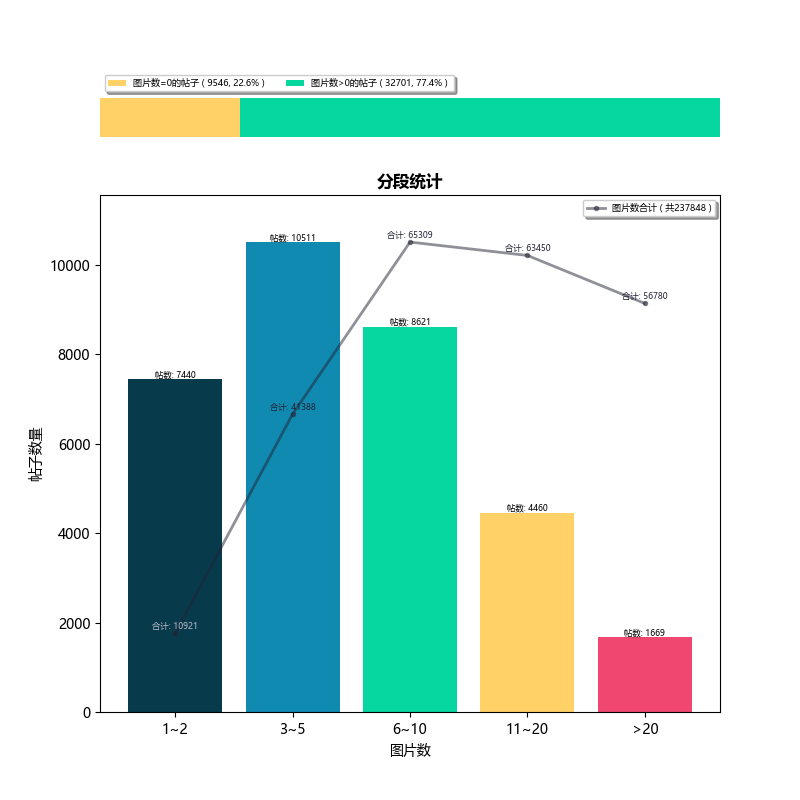 图片数=0的帖子 ( 9546, 22.6% ) 图片数>0的帖子 ( 32701, 77.4% )
分段统计
图片数合计 ( 共237848 )
合计: 65309
帖数: 10511
合计: 63450
合计: 56780
帖数: 8621
帖数: 7440
合计: 41388
帖数: 4460
合计: 10921
帖数: 1669
10000
8000
6000
4000
2000
0
帖子数量
1~2 3~5 6~10 11~20 >20
图片数